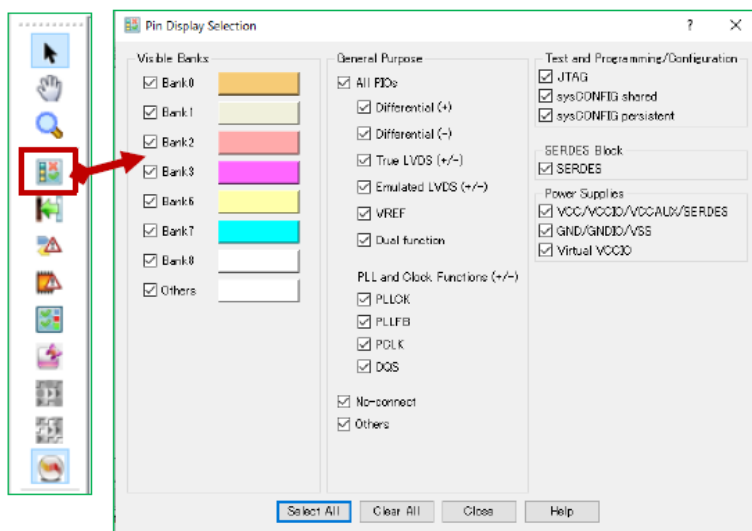 Pin Display Selection
? ×
Visible Banks
Bank0
Bank1
Bank2
Bank3
Bank6
Bank7
Bank8
Others
General Purpose
All PIOs
Differential (+)
Differential (-)
True LVDS (+/-)
Emulated LVDS (+/-)
VREF
Dual function
PLL and Clock Functions (+/-)
PLLCK
PLLFB
PCLK
DQS
No-connect
Others
Test and Programming/Configuration
JTAG
sysCONFIG shared
sysCONFIG persistent
SERDES Block
SERDES
Power Supplies
VCC/VCCIO/VCCAUX/SERDES
GND/GNDIO/VSS
Virtual VCCIO
Select All
Clear All
Close
Help